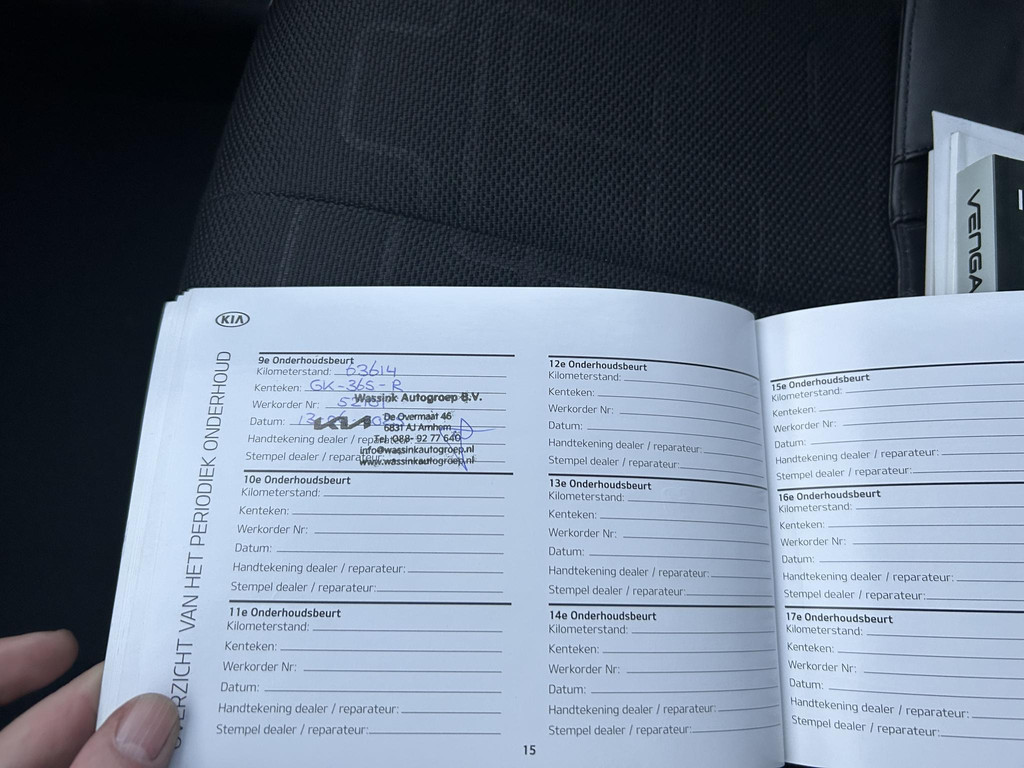 KIA
OVERZICHT VAN HET PERIODIEK ONDERHOUD
9e Onderhoudsbeurt
Kilometerstand: 63614
Kenteken: GK-365-R
Werkorder Nr:
Datum:
Handtekening dealer / reparateur:
Stempel dealer / reparateur:
Wassink Autogroep B.V.
KIA
De Overmaat 46
6831 AJ Arnhem
Tel: 088- 92 77 640
info@wassinkautogroep.nl
www.wassinkautogroep.nl
10e Onderhoudsbeurt
Kilometerstand:
Kenteken:
Werkorder Nr:
Datum:
Handtekening dealer / reparateur:
Stempel dealer / reparateur:
11e Onderhoudsbeurt
Kilometerstand:
Kenteken:
Werkorder Nr:
Datum:
Handtekening dealer / reparateur:
Stempel dealer / reparateur:
12e Onderhoudsbeurt
Kilometerstand:
Kenteken:
Werkorder Nr:
Datum:
Handtekening dealer / reparateur:
Stempel dealer / reparateur:
13e Onderhoudsbeurt
Kilometerstand:
Kenteken:
Werkorder Nr:
Datum:
Handtekening dealer / reparateur:
Stempel dealer / reparateur:
14e Onderhoudsbeurt
Kilometerstand:
Kenteken:
Werkorder Nr:
Datum:
Handtekening dealer / reparateur:
Stempel dealer / reparateur:
15
15e Onderhoudsbeurt
Kilometerstand:
Kenteken:
Werkorder Nr:
Datum:
Handtekening dealer / reparateur:
Stempel dealer / reparateur:
16e Onderhoudsbeurt
Kilometerstand:
Kenteken:
Werkorder Nr:
Datum:
Handtekening dealer / reparateur:
Stempel dealer / reparateur:
17e Onderhoudsbeurt
Kilometerstand:
Kenteken:
Werkorder Nr:
Datum:
Handtekening dealer / reparateur:
Stempel dealer / reparateur:
VENGA